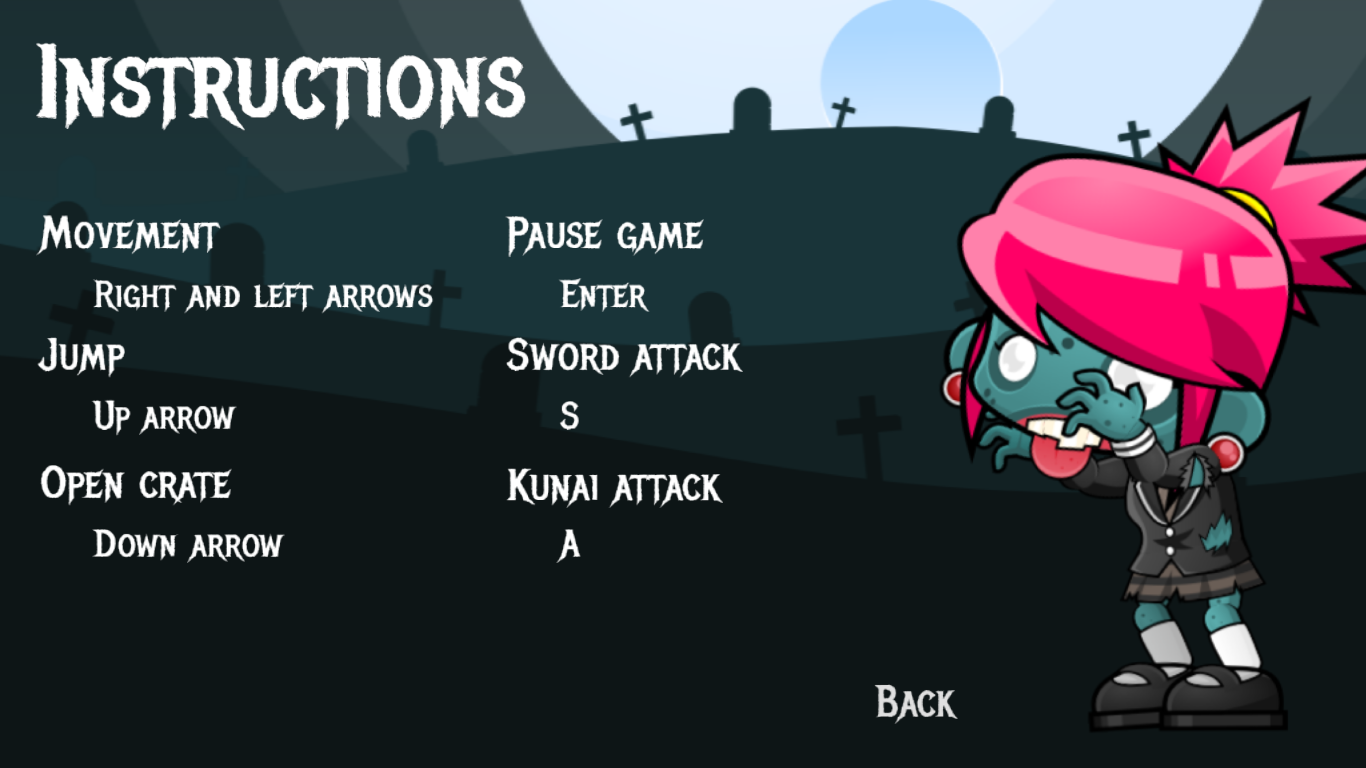 Instructions
Movement
Right and left arrows
Jump
Up arrow
Open crate
Down arrow
Pause game
Enter
Sword attack
S
Kunai attack
A
Back